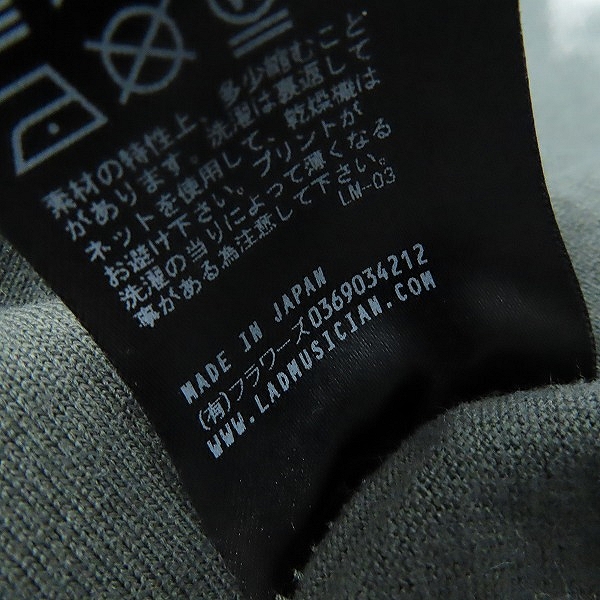 素材の特性上、多少縮むこと
があります。洗濯は裏返して
ネットを使用して、乾燥機は
お避け下さい。プリントが
洗濯の当りによって薄くなる
事がある為注意して下さい。
LM-03
MADE IN JAPAN
(有)フラワーズ0369034212
WWW.LADMUSICIAN.COM